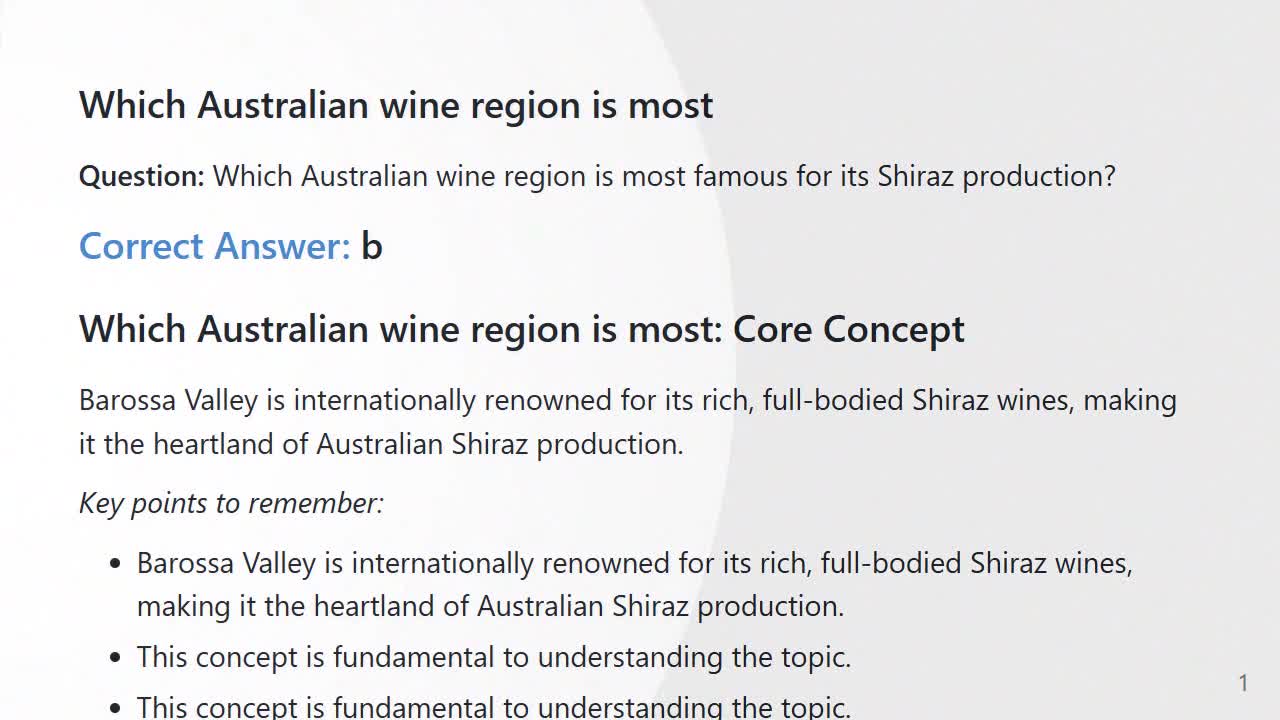 Which Australian wine region is most
Question: Which Australian wine region is most famous for its Shiraz production?
Correct Answer: b
Which Australian wine region is most: Core Concept
Barossa Valley is internationally renowned for its rich, full-bodied Shiraz wines, making
it the heartland of Australian Shiraz production.
Key points to remember:
• Barossa Valley is internationally renowned for its rich, full-bodied Shiraz wines,
making it the heartland of Australian Shiraz production.
• This concept is fundamental to understanding the topic.
• This concept is fundamental to understanding the topic.
1